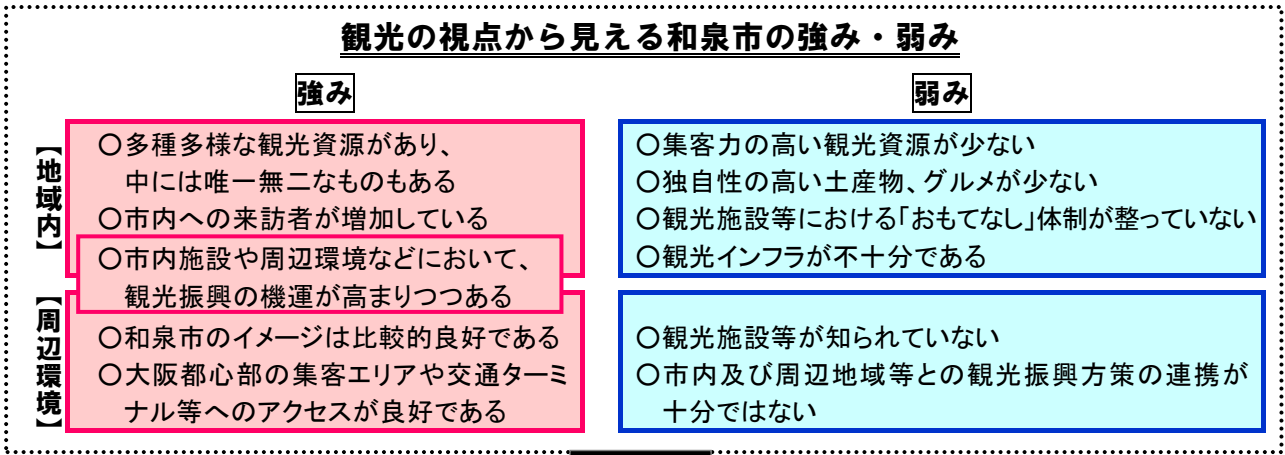 観光の視点から見える和泉市の強み・弱み
強み
【地域内】
〇多種多様な観光資源があり、
中には唯一無二なものもある
〇市内への来訪者が増加している
〇市内施設や周辺環境などにおいて、
観光振興の機運が高まりつつある
【周辺環境】
〇和泉市のイメージは比較的良好である
〇大阪都心部の集客エリアや交通ターミ
ナル等へのアクセスが良好である
弱み
〇集客力の高い観光資源が少ない
〇独自性の高い土産物、グルメが少ない
〇観光施設等における「おもてなし」体制が整っていない
〇観光インフラが不十分である
〇観光施設等が知られていない
〇市内及び周辺地域等との観光振興方策の連携が
十分ではない